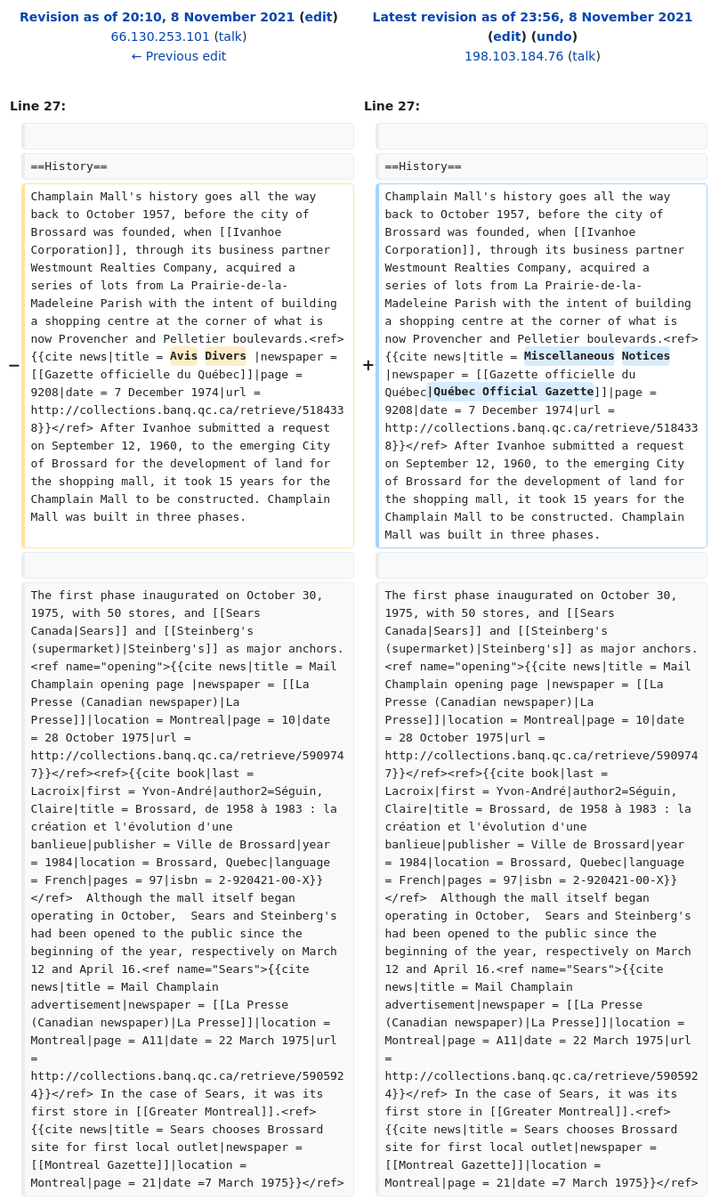 Revision as of 20:10, 8 November 2021 (edit)
66.130.253.101 (talk)
← Previous edit
Latest revision as of 23:56, 8 November 2021
(edit) (undo)
198.103.184.76 (talk)
Line 27:
Line 27:
==History==
==History==
−
Champlain Mall's history goes all the way
back to October 1957, before the city of
Brossard was founded, when [[Ivanhoe
Corporation]], through its business partner
Westmount Realties Company, acquired a
series of lots from La Prairie-de-la-
Madeleine Parish with the intent of building
a shopping centre at the corner of what is
now Provencher and Pelletier boulevards.<ref>
{{cite news|title = Avis Divers |newspaper =
[[Gazette officielle du Québec]]|page =
9208|date = 7 December 1974|url =
http://collections.banq.qc.ca/retrieve/518433
8}}</ref> After Ivanhoe submitted a request
on September 12, 1960, to the emerging City
of Brossard for the development of land for
the shopping mall, it took 15 years for the
Champlain Mall to be constructed. Champlain
Mall was built in three phases.
+
Champlain Mall's history goes all the way
back to October 1957, before the city of
Brossard was founded, when [[Ivanhoe
Corporation]], through its business partner
Westmount Realties Company, acquired a
series of lots from La Prairie-de-la-
Madeleine Parish with the intent of building
a shopping centre at the corner of what is
now Provencher and Pelletier boulevards.<ref>
{{cite news|title = Miscellaneous Notices
|newspaper = [[Gazette officielle du
Québec|Québec Official Gazette]]|page =
9208|date = 7 December 1974|url =
http://collections.banq.qc.ca/retrieve/518433
8}}</ref> After Ivanhoe submitted a request
on September 12, 1960, to the emerging City
of Brossard for the development of land for
the shopping mall, it took 15 years for the
Champlain Mall to be constructed. Champlain
Mall was built in three phases.
The first phase inaugurated on October 30,
1975, with 50 stores, and [[Sears
Canada|Sears]] and [[Steinberg's
(supermarket)|Steinberg's]] as major anchors.
<ref name="opening">{{cite news|title = Mail
Champlain opening page |newspaper = [[La
Presse (Canadian newspaper)|La
Presse]]|location = Montreal|page = 10|date
= 28 October 1975|url =
http://collections.banq.qc.ca/retrieve/590974
7}}</ref><ref>{{cite book|last =
Lacroix|first = Yvon-André|author2=Séguin,
Claire|title = Brossard, de 1958 à 1983 : la
création et l'évolution d'une
banlieue|publisher = Ville de Brossard|year
= 1984|location = Brossard, Quebec|language
= French|pages = 97|isbn = 2-920421-00-X}}
</ref>  Although the mall itself began
operating in October,  Sears and Steinberg's
had been opened to the public since the
beginning of the year, respectively on March
12 and April 16.<ref name="Sears">{{cite
news|title = Mail Champlain
advertisement|newspaper = [[La Presse
(Canadian newspaper)|La Presse]]|location =
Montreal|page = A11|date = 22 March 1975|url
=
http://collections.banq.qc.ca/retrieve/590592
4}}</ref> In the case of Sears, it was its
first store in [[Greater Montreal]].<ref>
{{cite news|title = Sears chooses Brossard
site for first local outlet|newspaper =
[[Montreal Gazette]]|location =
Montreal|page = 21|date =7 March 1975}}</ref>
The first phase inaugurated on October 30,
1975, with 50 stores, and [[Sears
Canada|Sears]] and [[Steinberg's
(supermarket)|Steinberg's]] as major anchors.
<ref name="opening">{{cite news|title = Mail
Champlain opening page |newspaper = [[La
Presse (Canadian newspaper)|La
Presse]]|location = Montreal|page = 10|date
= 28 October 1975|url =
http://collections.banq.qc.ca/retrieve/590974
7}}</ref><ref>{{cite book|last =
Lacroix|first = Yvon-André|author2=Séguin,
Claire|title = Brossard, de 1958 à 1983 : la
création et l'évolution d'une
banlieue|publisher = Ville de Brossard|year
= 1984|location = Brossard, Quebec|language
= French|pages = 97|isbn = 2-920421-00-X}}
</ref>  Although the mall itself began
operating in October,  Sears and Steinberg's
had been opened to the public since the
beginning of the year, respectively on March
12 and April 16.<ref name="Sears">{{cite
news|title = Mail Champlain
advertisement|newspaper = [[La Presse
(Canadian newspaper)|La Presse]]|location =
Montreal|page = A11|date = 22 March 1975|url
=
http://collections.banq.qc.ca/retrieve/590592
4}}</ref> In the case of Sears, it was its
first store in [[Greater Montreal]].<ref>
{{cite news|title = Sears chooses Brossard
site for first local outlet|newspaper =
[[Montreal Gazette]]|location =
Montreal|page = 21|date =7 March 1975}}</ref>